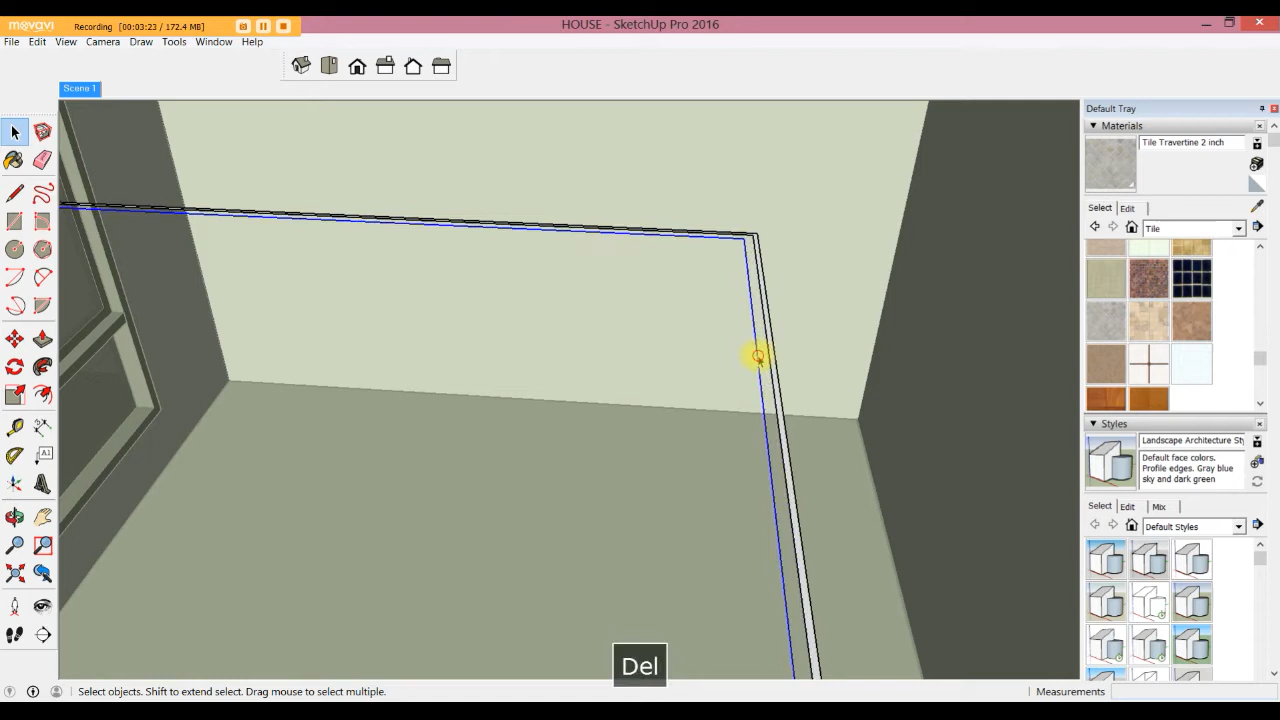 movavi
Recording [00:03:23 / 172.4 MB]
HOUSE - SketchUp Pro 2016
File Edit View Camera Draw Tools Window Help
Scene 1
Default Tray
Materials
Tile Travertine 2 inch
Select Edit
Tile
Styles
Landscape Architecture Sty
Default face colors.
Profile edges. Gray blue
sky and dark green
Select Edit Mix
Default Styles
A1
Del
Select objects. Shift to extend select. Drag mouse to select multiple.
Measurements